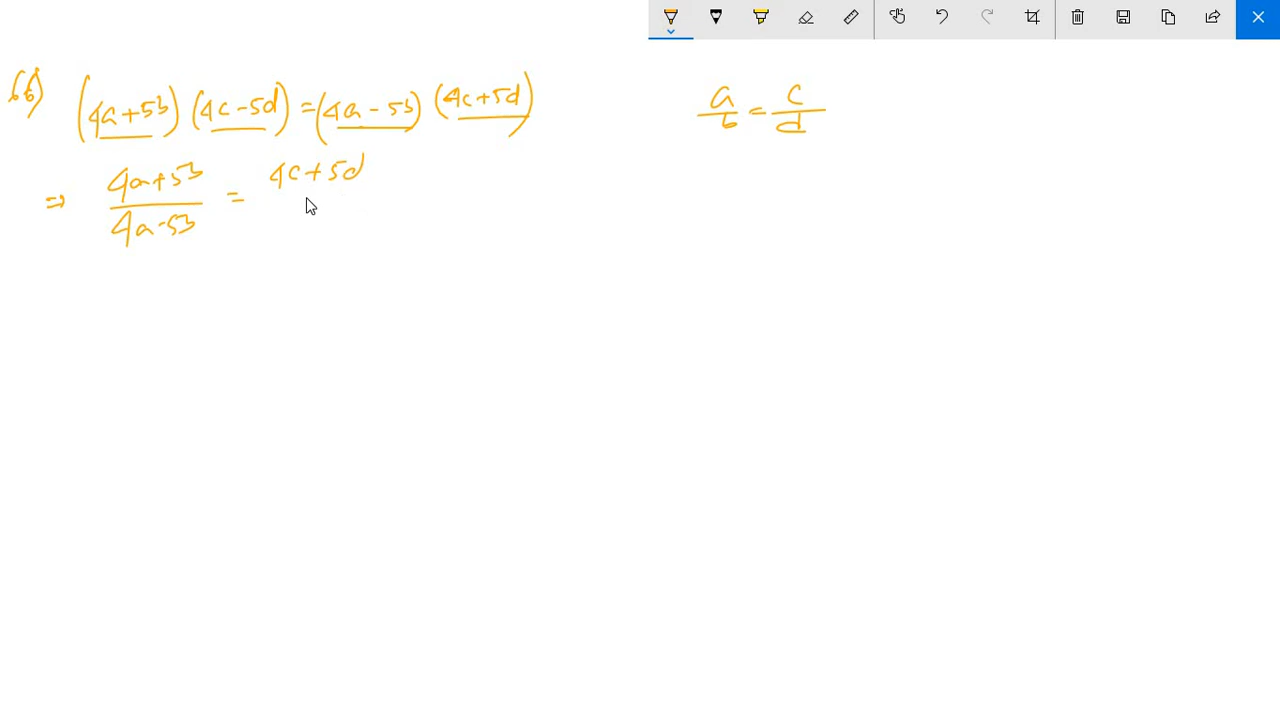 66) (4a+5b) (4c-5d) = (4a-5b) (4c+5d)
⇒ 4a+5b/4a-5b = 4c+5d
a/b = c/d